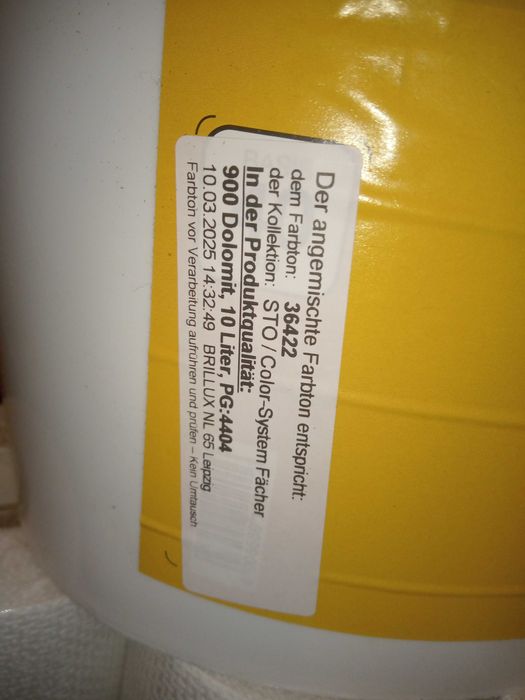 Der angemischte Farbton entspricht:
dem Farbton: 36422
der Kollektion: STO / Color-System Fächer
In der Produktqualität:
900 Dolomit, 10 Liter, PG:4404
10.03.2025 14:32:49 BRILLUX NL 65 Leipzig
Farbton vor Verarbeitung aufrühren und prüfen – Kein Umtausch